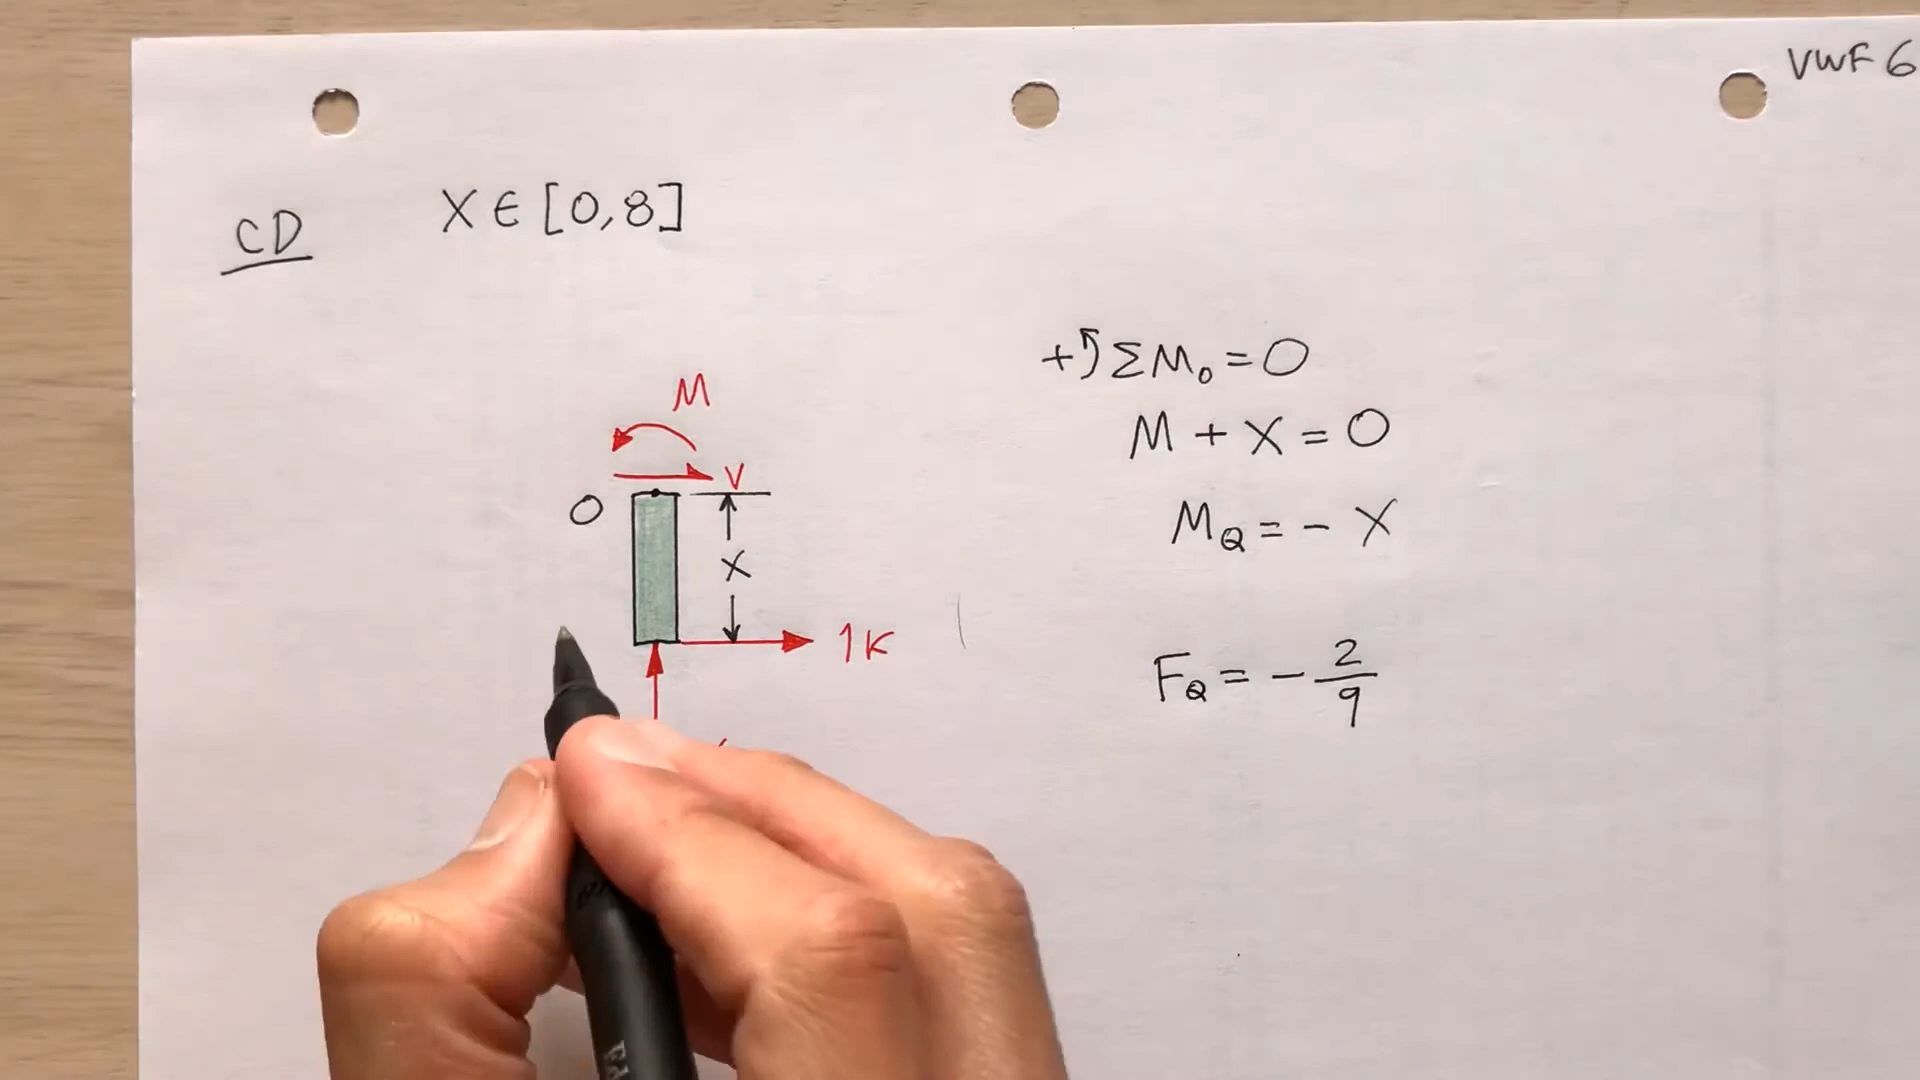 VWF 6
CD
X ∈ [0,8]
+↺ ΣM₀ = 0
M
M + X = 0
V
O
M_Q = - X
X
1K
F_Q = - 2/9